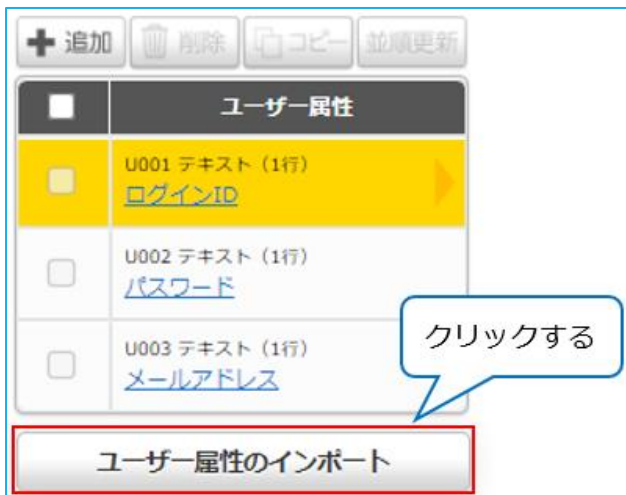 追加 削除 コピー 並順更新
ユーザー属性
U001 テキスト（1行）
ログインID
U002 テキスト（1行）
パスワード
U003 テキスト（1行）
メールアドレス
クリックする
ユーザー属性のインポート